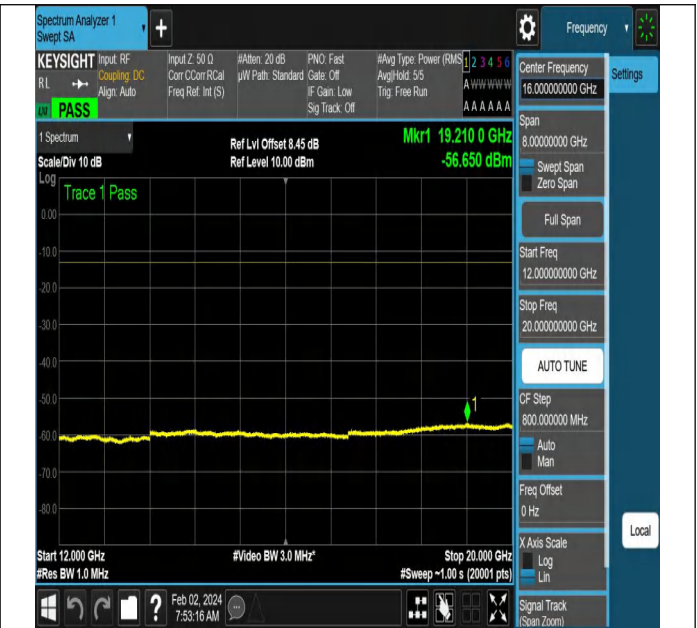 Spectrum Analyzer 1
Swept SA
+
Frequency
KEYSIGHT
RL
PASS
Input: RF
Coupling: DC
Align: Auto
Input Z: 50 Ω
Corr CCorr RCal
Freq Ref: Int (S)
#Atten: 20 dB
µW Path: Standard
PNO: Fast
Gate: Off
IF Gain: Low
Sig Track: Off
#Avg Type: Power (RMS
Avg|Hold: 5/5
Trig: Free Run
1 2 3 4 5 6
A W W W W W
A A A A A A
1 Spectrum
Scale/Div 10 dB
Ref Lvl Offset 8.45 dB
Ref Level 10.00 dBm
Mkr1 19.210 0 GHz
-56.650 dBm
Log
Trace 1 Pass
0.00
-10.0
-20.0
-30.0
-40.0
-50.0
-60.0
-70.0
-80.0
1
Start 12.000 GHz
#Res BW 1.0 MHz
#Video BW 3.0 MHz*
Stop 20.000 GHz
#Sweep ~1.00 s (20001 pts)
Feb 02, 2024
7:53:16 AM
?
Center Frequency
16.000000000 GHz
Settings
Span
8.00000000 GHz
Swept Span
Zero Span
Full Span
Start Freq
12.000000000 GHz
Stop Freq
20.000000000 GHz
AUTO TUNE
CF Step
800.000000 MHz
Auto
Man
Freq Offset
0 Hz
X Axis Scale
Log
Lin
Local
Signal Track
(Span Zoom)